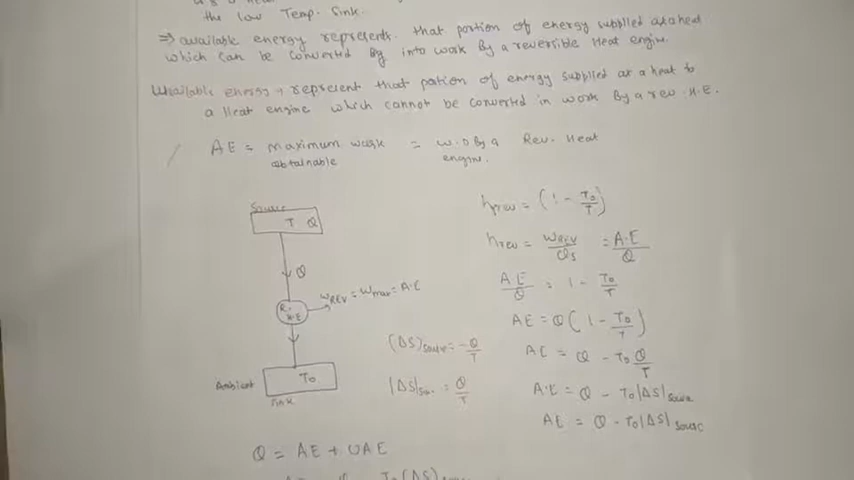 the low Temp. Sink.
⇒ available energy represents. that portion of energy supplied as a heat
which can be converted by into work By a reversible Heat engine.
Unavailable energy → represent that portion of energy supplied at a heat to
a Heat engine which cannot be converted in work By a rev. H.E.
AE = maximum work obtainable = W.D By a Rev. Heat engine.
Source
T Q
Q
R. H.E
WREV = Wmax = A.E
Ambient
T0
Sink
(ΔS)source = -Q/T
|ΔS|sou. = Q/T
ηrev = (1 - T0/T)
ηrev = WREV/Qs = A.E/Q
A.E/Q = 1 - T0/T
AE = Q(1 - T0/T)
AE = Q - T0 Q/T
A.E = Q - T0|ΔS|source
AE = Q - T0|ΔS|source
Q = AE + UAE